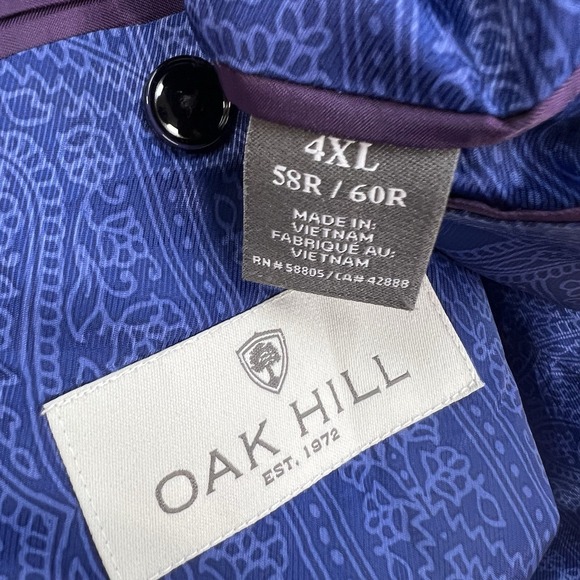 4XL
58R / 60R
MADE IN:
VIETNAM
FABRIQUÉ AU:
VIETNAM
RN# 58805 / CA# 42888
OAK HILL
EST. 1972